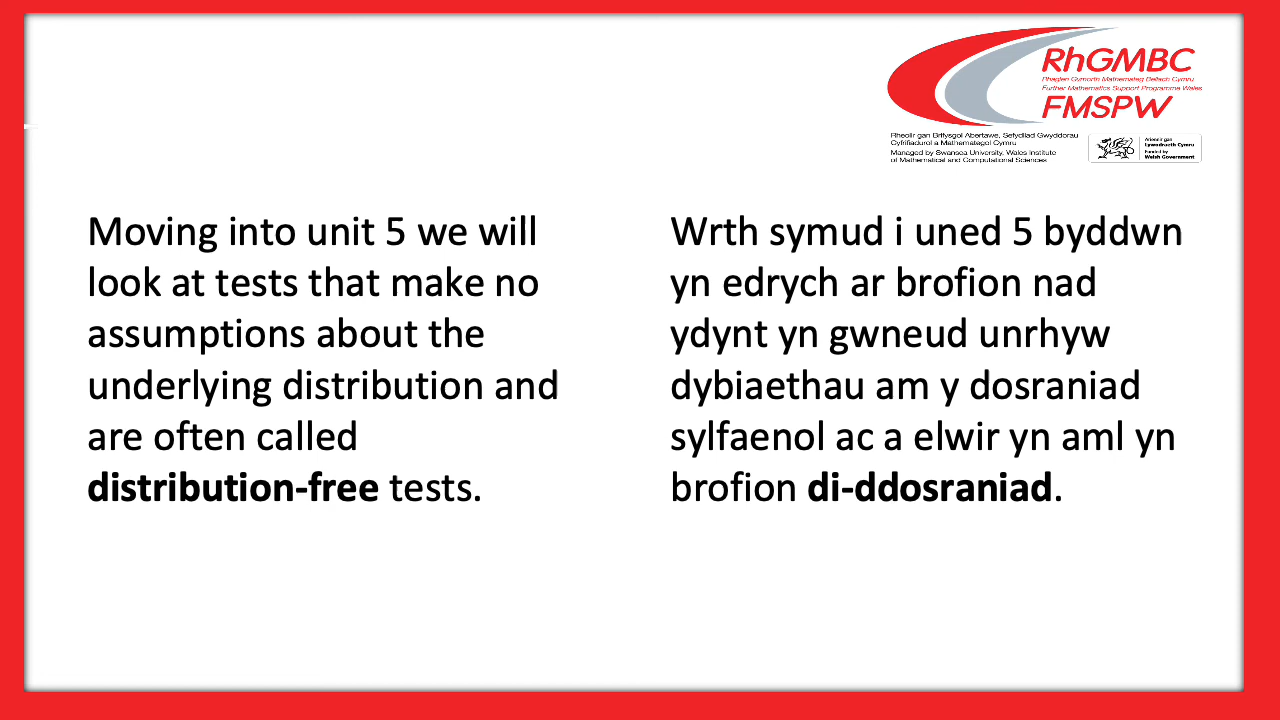 RhGMBC
Rhaglen Gymorth Mathemateg Bellach Cymru
Further Mathematics Support Programme Wales
FMSPW
Rheolir gan Brifysgol Abertawe, Sefydliad Gwyddorau
Cyfrifiadurol a Mathemategol Cymru
Managed by Swansea University, Wales Institute
of Mathematical and Computational Sciences
Ariennir gan
Lywodraeth Cymru
Funded by
Welsh Government
Moving into unit 5 we will
look at tests that make no
assumptions about the
underlying distribution and
are often called
distribution-free tests.
Wrth symud i uned 5 byddwn
yn edrych ar brofion nad
ydynt yn gwneud unrhyw
dybiaethau am y dosraniad
sylfaenol ac a elwir yn aml yn
brofion di-ddosraniad.